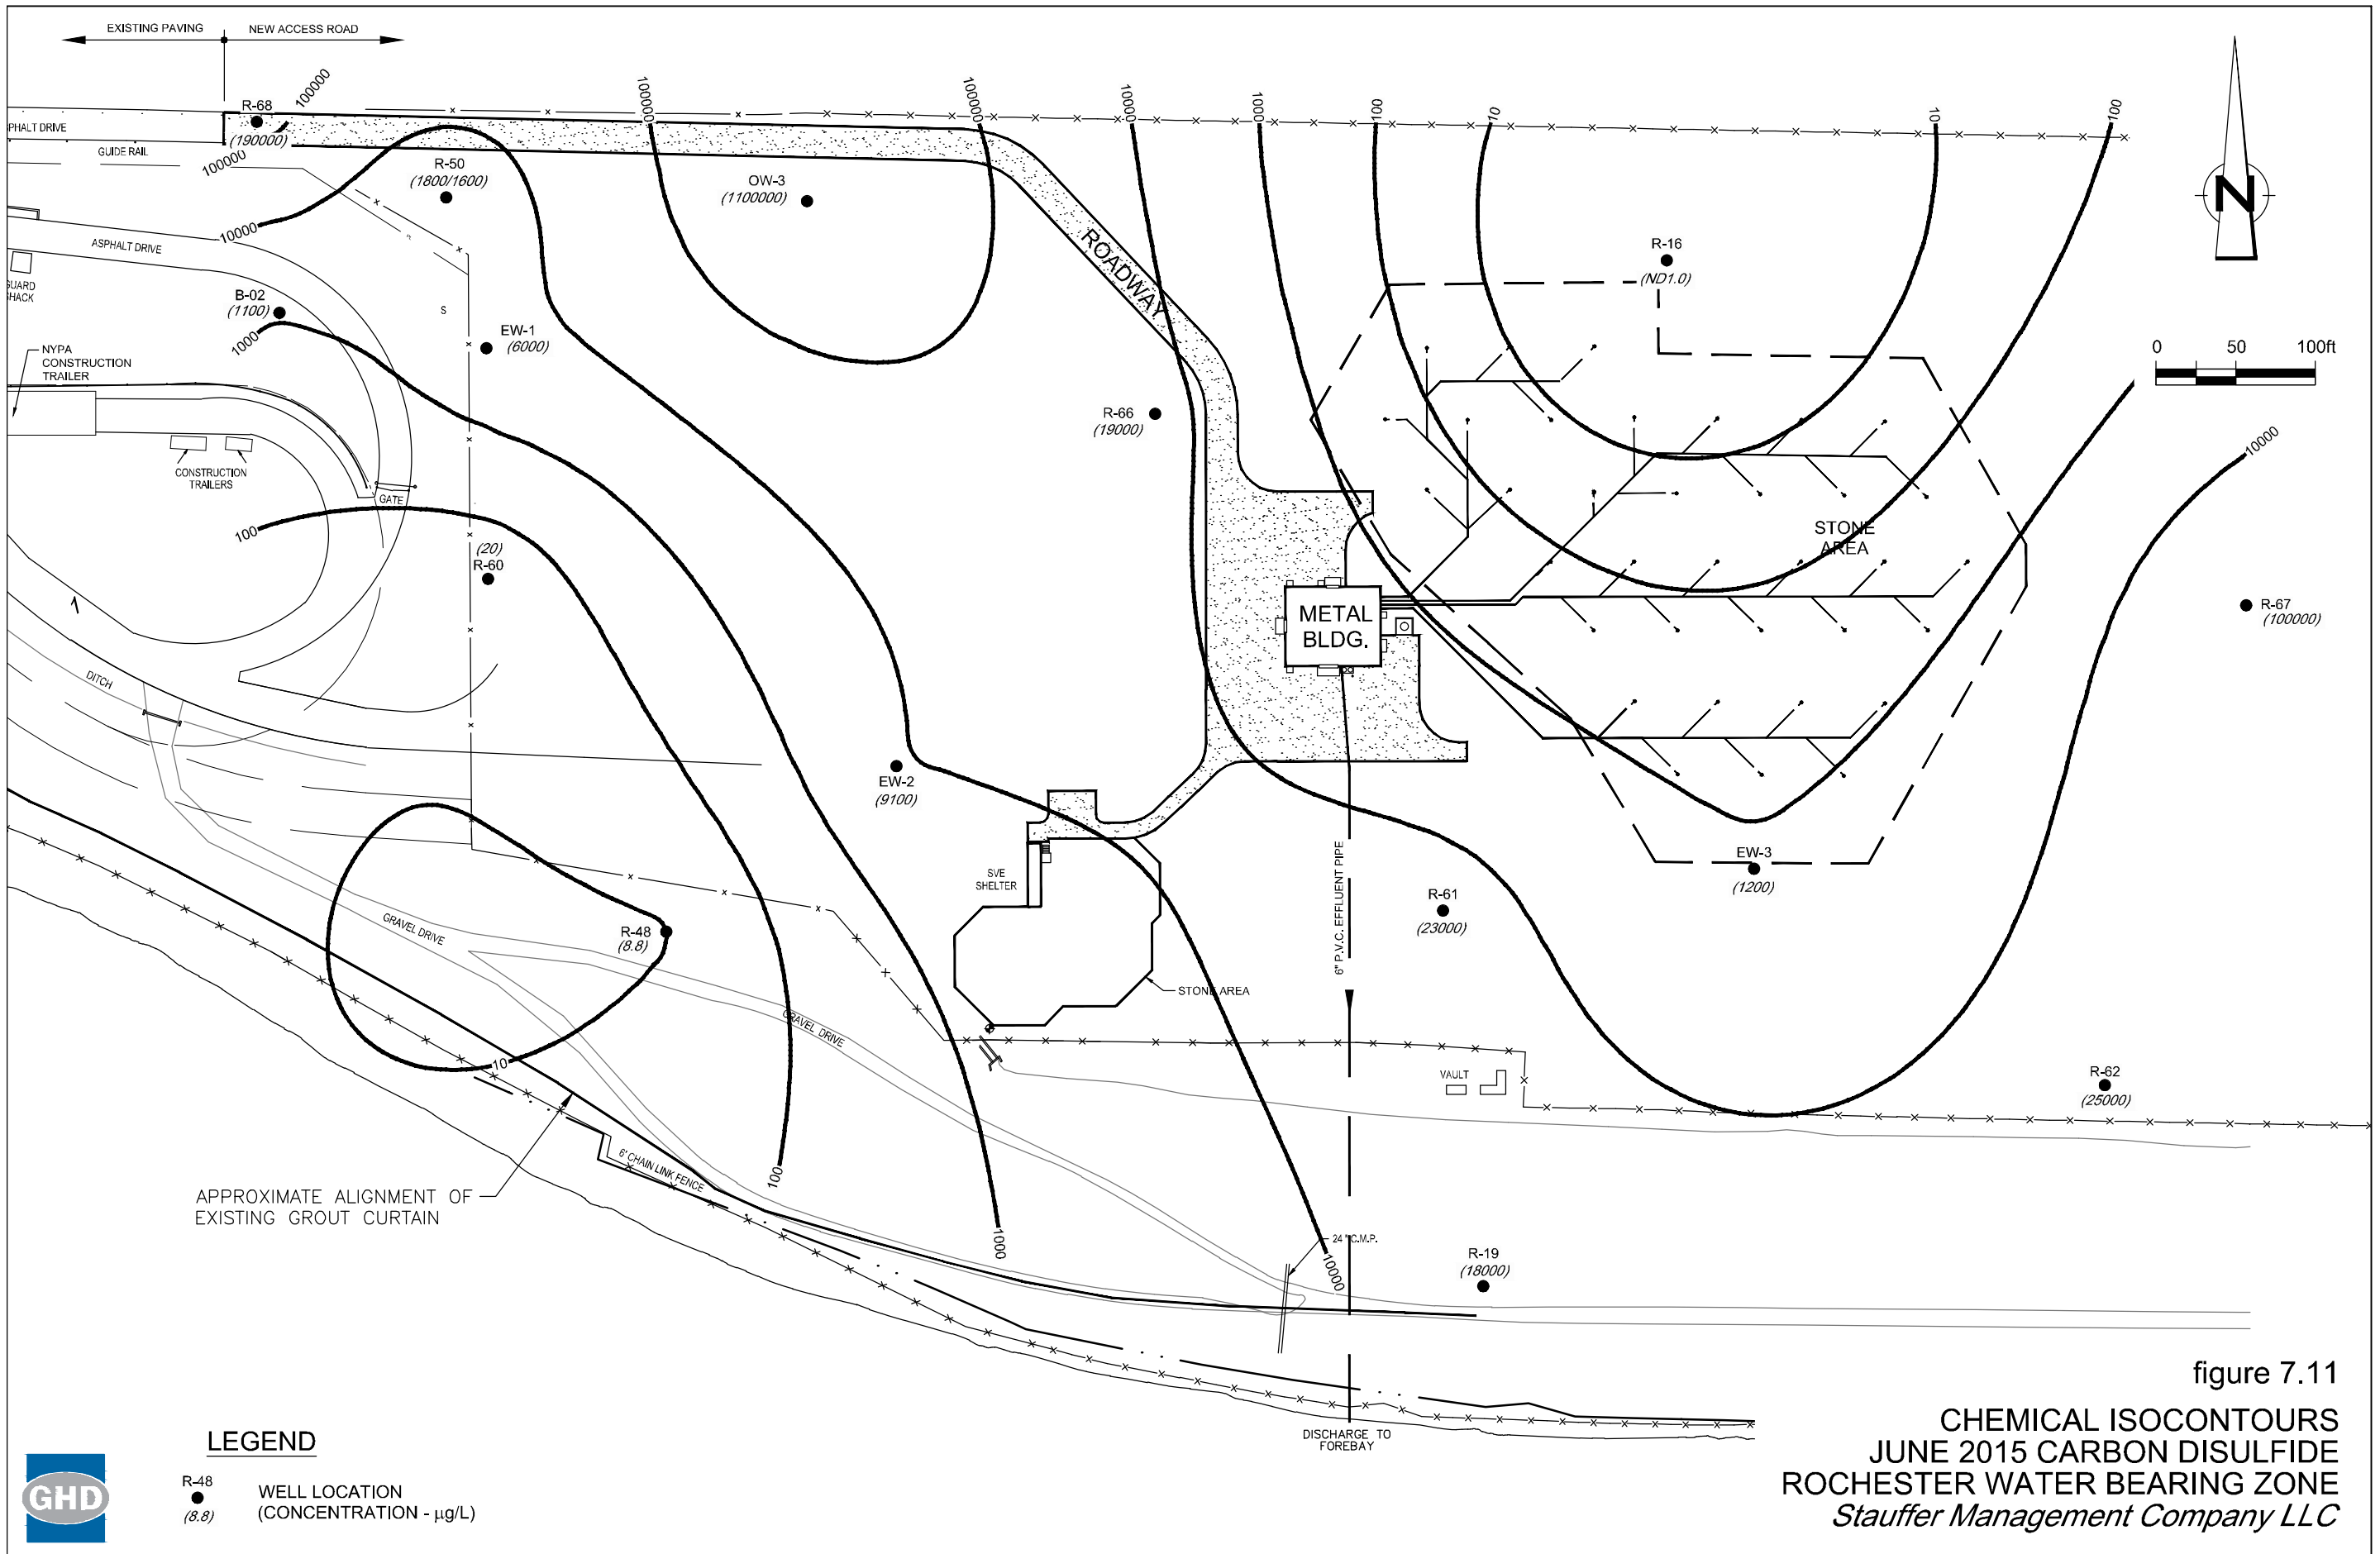 EXISTING PAVING
NEW ACCESS ROAD
R-68
(190000)
100000
100000
100000
100000
10000
1000
100
10
10
100
GUIDE RAIL
R-50
(1800/1600)
OW-3
(1100000)
ROADWAY
N
10000
ASPHALT DRIVE
R-16
(ND1.0)
B-02
(1100)
S
EW-1
(6000)
1000
NYPA
CONSTRUCTION
TRAILER
0 50 100ft
R-66
(19000)
10000
CONSTRUCTION
TRAILERS
GATE
100
(20)
R-60
STONE
AREA
METAL
BLDG.
R-67
(100000)
DITCH
EW-2
(9100)
SVE
SHELTER
6" P.V.C. EFFLUENT PIPE
EW-3
(1200)
R-61
(23000)
GRAVEL DRIVE
R-48
(8.8)
STONE AREA
GRAVEL DRIVE
10
VAULT
R-62
(25000)
6' CHAIN LINK FENCE
100
APPROXIMATE ALIGNMENT OF
EXISTING GROUT CURTAIN
1000
24" C.M.P.
10000
R-19
(18000)
DISCHARGE TO
FOREBAY
figure 7.11
CHEMICAL ISOCONTOURS
JUNE 2015 CARBON DISULFIDE
ROCHESTER WATER BEARING ZONE
Stauffer Management Company LLC
LEGEND
GHD
R-48
(8.8)
WELL LOCATION
(CONCENTRATION - µg/L)